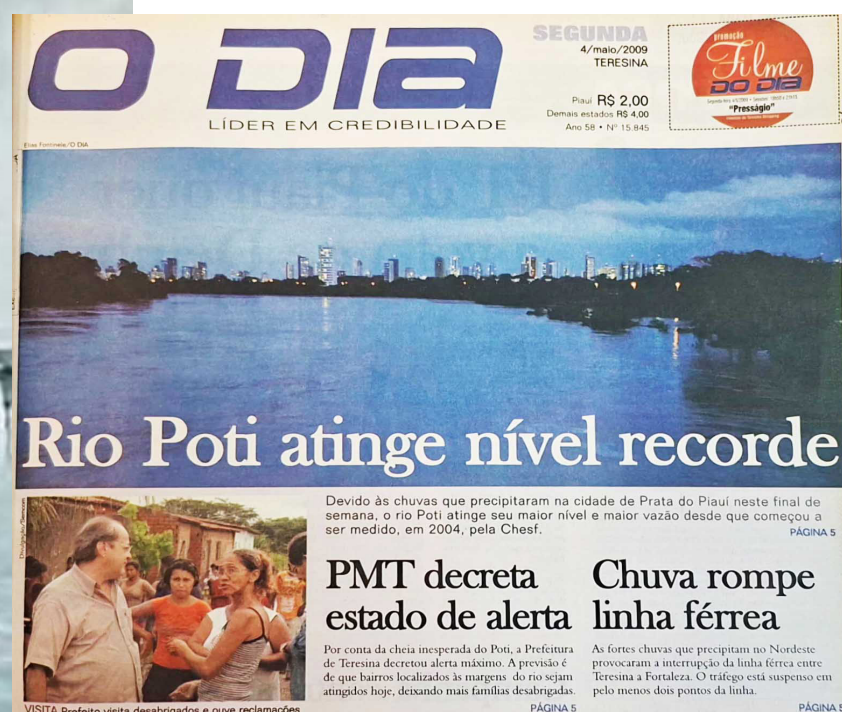 O DIA
LÍDER EM CREDIBILIDADE
SEGUNDA
4/maio/2009
TERESINA
Piauí R$ 2,00
Demais estados R$ 4,00
Ano 58 • Nº 15.845
promoção
Filme
DO DIA
"Presságio"
Elias Fontinele/O DIA
Rio Poti atinge nível recorde
Devido às chuvas que precipitaram na cidade de Prata do Piauí neste final de
semana, o rio Poti atinge seu maior nível e maior vazão desde que começou a
ser medido, em 2004, pela Chesf.
PÁGINA 5
Divulgação/Semcom
VISITA Prefeito visita desabrigados e ouve reclamações
PMT decreta
estado de alerta
Por conta da cheia inesperada do Poti, a Prefeitura
de Teresina decretou alerta máximo. A previsão é
de que bairros localizados às margens do rio sejam
atingidos hoje, deixando mais famílias desabrigadas.
PÁGINA 5
Chuva rompe
linha férrea
As fortes chuvas que precipitam no Nordeste
provocaram a interrupção da linha férrea entre
Teresina a Fortaleza. O tráfego está suspenso em
pelo menos dois pontos da linha.
PÁGINA 5